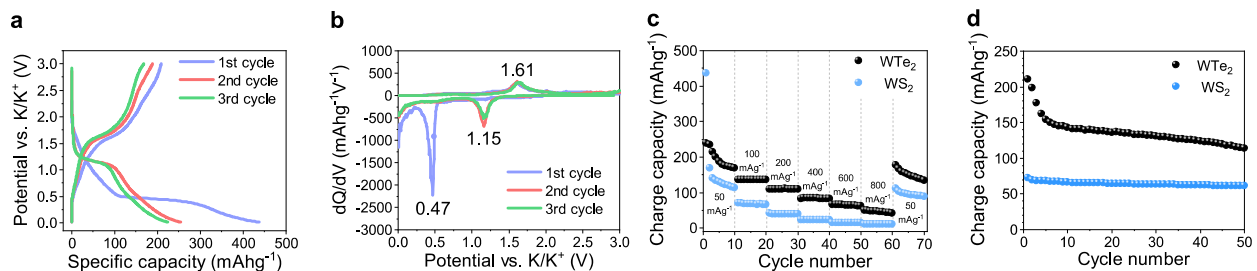 a
Potential vs. K/K⁺ (V)
3.0
2.5
2.0
1.5
1.0
0.5
0.0
1st cycle
2nd cycle
3rd cycle
0 100 200 300 400 500
Specific capacity (mAhg⁻¹)
b
dQ/dV (mAhg⁻¹V⁻¹)
1000
500
0
500
-1000
-1500
-2000
-2500
-3000
1.61
1.15
0.47
1st cycle
2nd cycle
3rd cycle
0.0 0.5 1.0 1.5 2.0 2.5 3.0
Potential vs. K/K⁺ (V)
c
Charge capacity (mAhg⁻¹)
500
400
300
200
100
0
WTe₂
WS₂
50
mAg⁻¹
100
mAg⁻¹
200
mAg⁻¹
400
mAg⁻¹
600
mAg⁻¹
800
mAg⁻¹
50
mAg⁻¹
0 10 20 30 40 50 60 70
Cycle number
d
Charge capacity (mAhg⁻¹)
250
200
150
100
50
0
WTe₂
WS₂
0 10 20 30 40 50
Cycle number